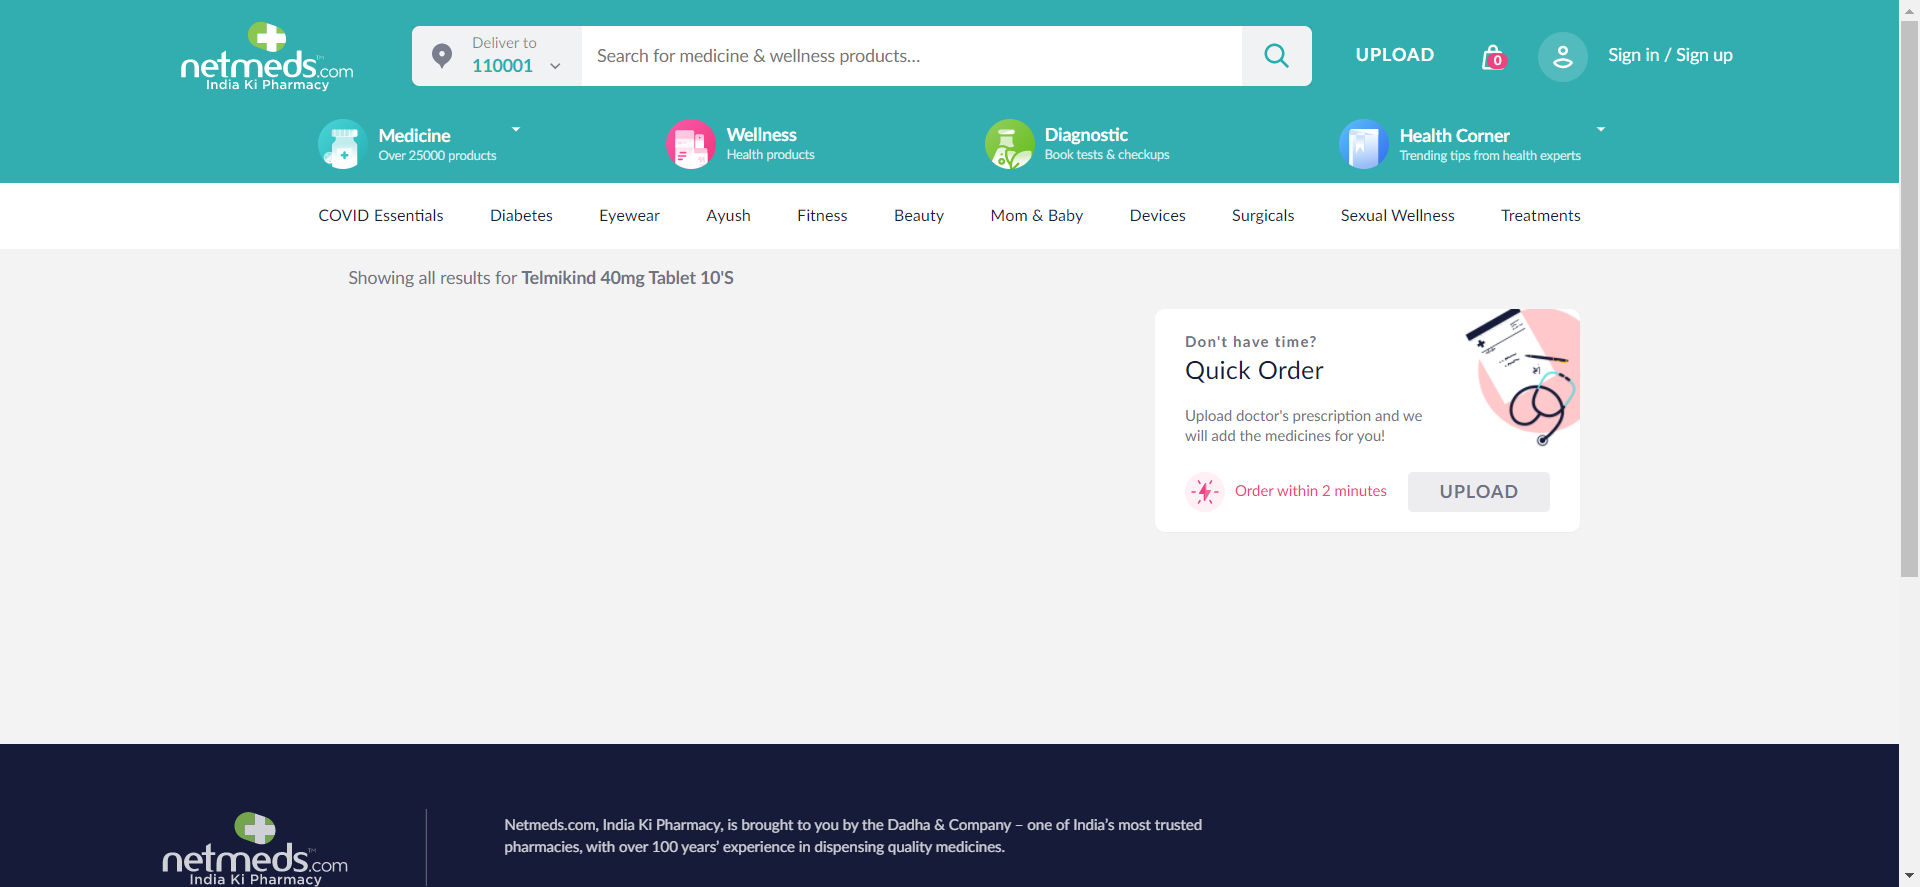 netmeds.com™
India Ki Pharmacy
Deliver to
110001
Search for medicine & wellness products...
UPLOAD
0
Sign in / Sign up
Medicine
Over 25000 products
Wellness
Health products
Diagnostic
Book tests & checkups
Health Corner
Trending tips from health experts
COVID Essentials Diabetes Eyewear Ayush Fitness Beauty Mom & Baby Devices Surgicals Sexual Wellness Treatments
Showing all results for Telmikind 40mg Tablet 10'S
Don't have time?
Quick Order
Upload doctor's prescription and we
will add the medicines for you!
Order within 2 minutes
UPLOAD
netmeds.com™
India Ki Pharmacy
Netmeds.com, India Ki Pharmacy, is brought to you by the Dadha & Company – one of India’s most trusted
pharmacies, with over 100 years’ experience in dispensing quality medicines.